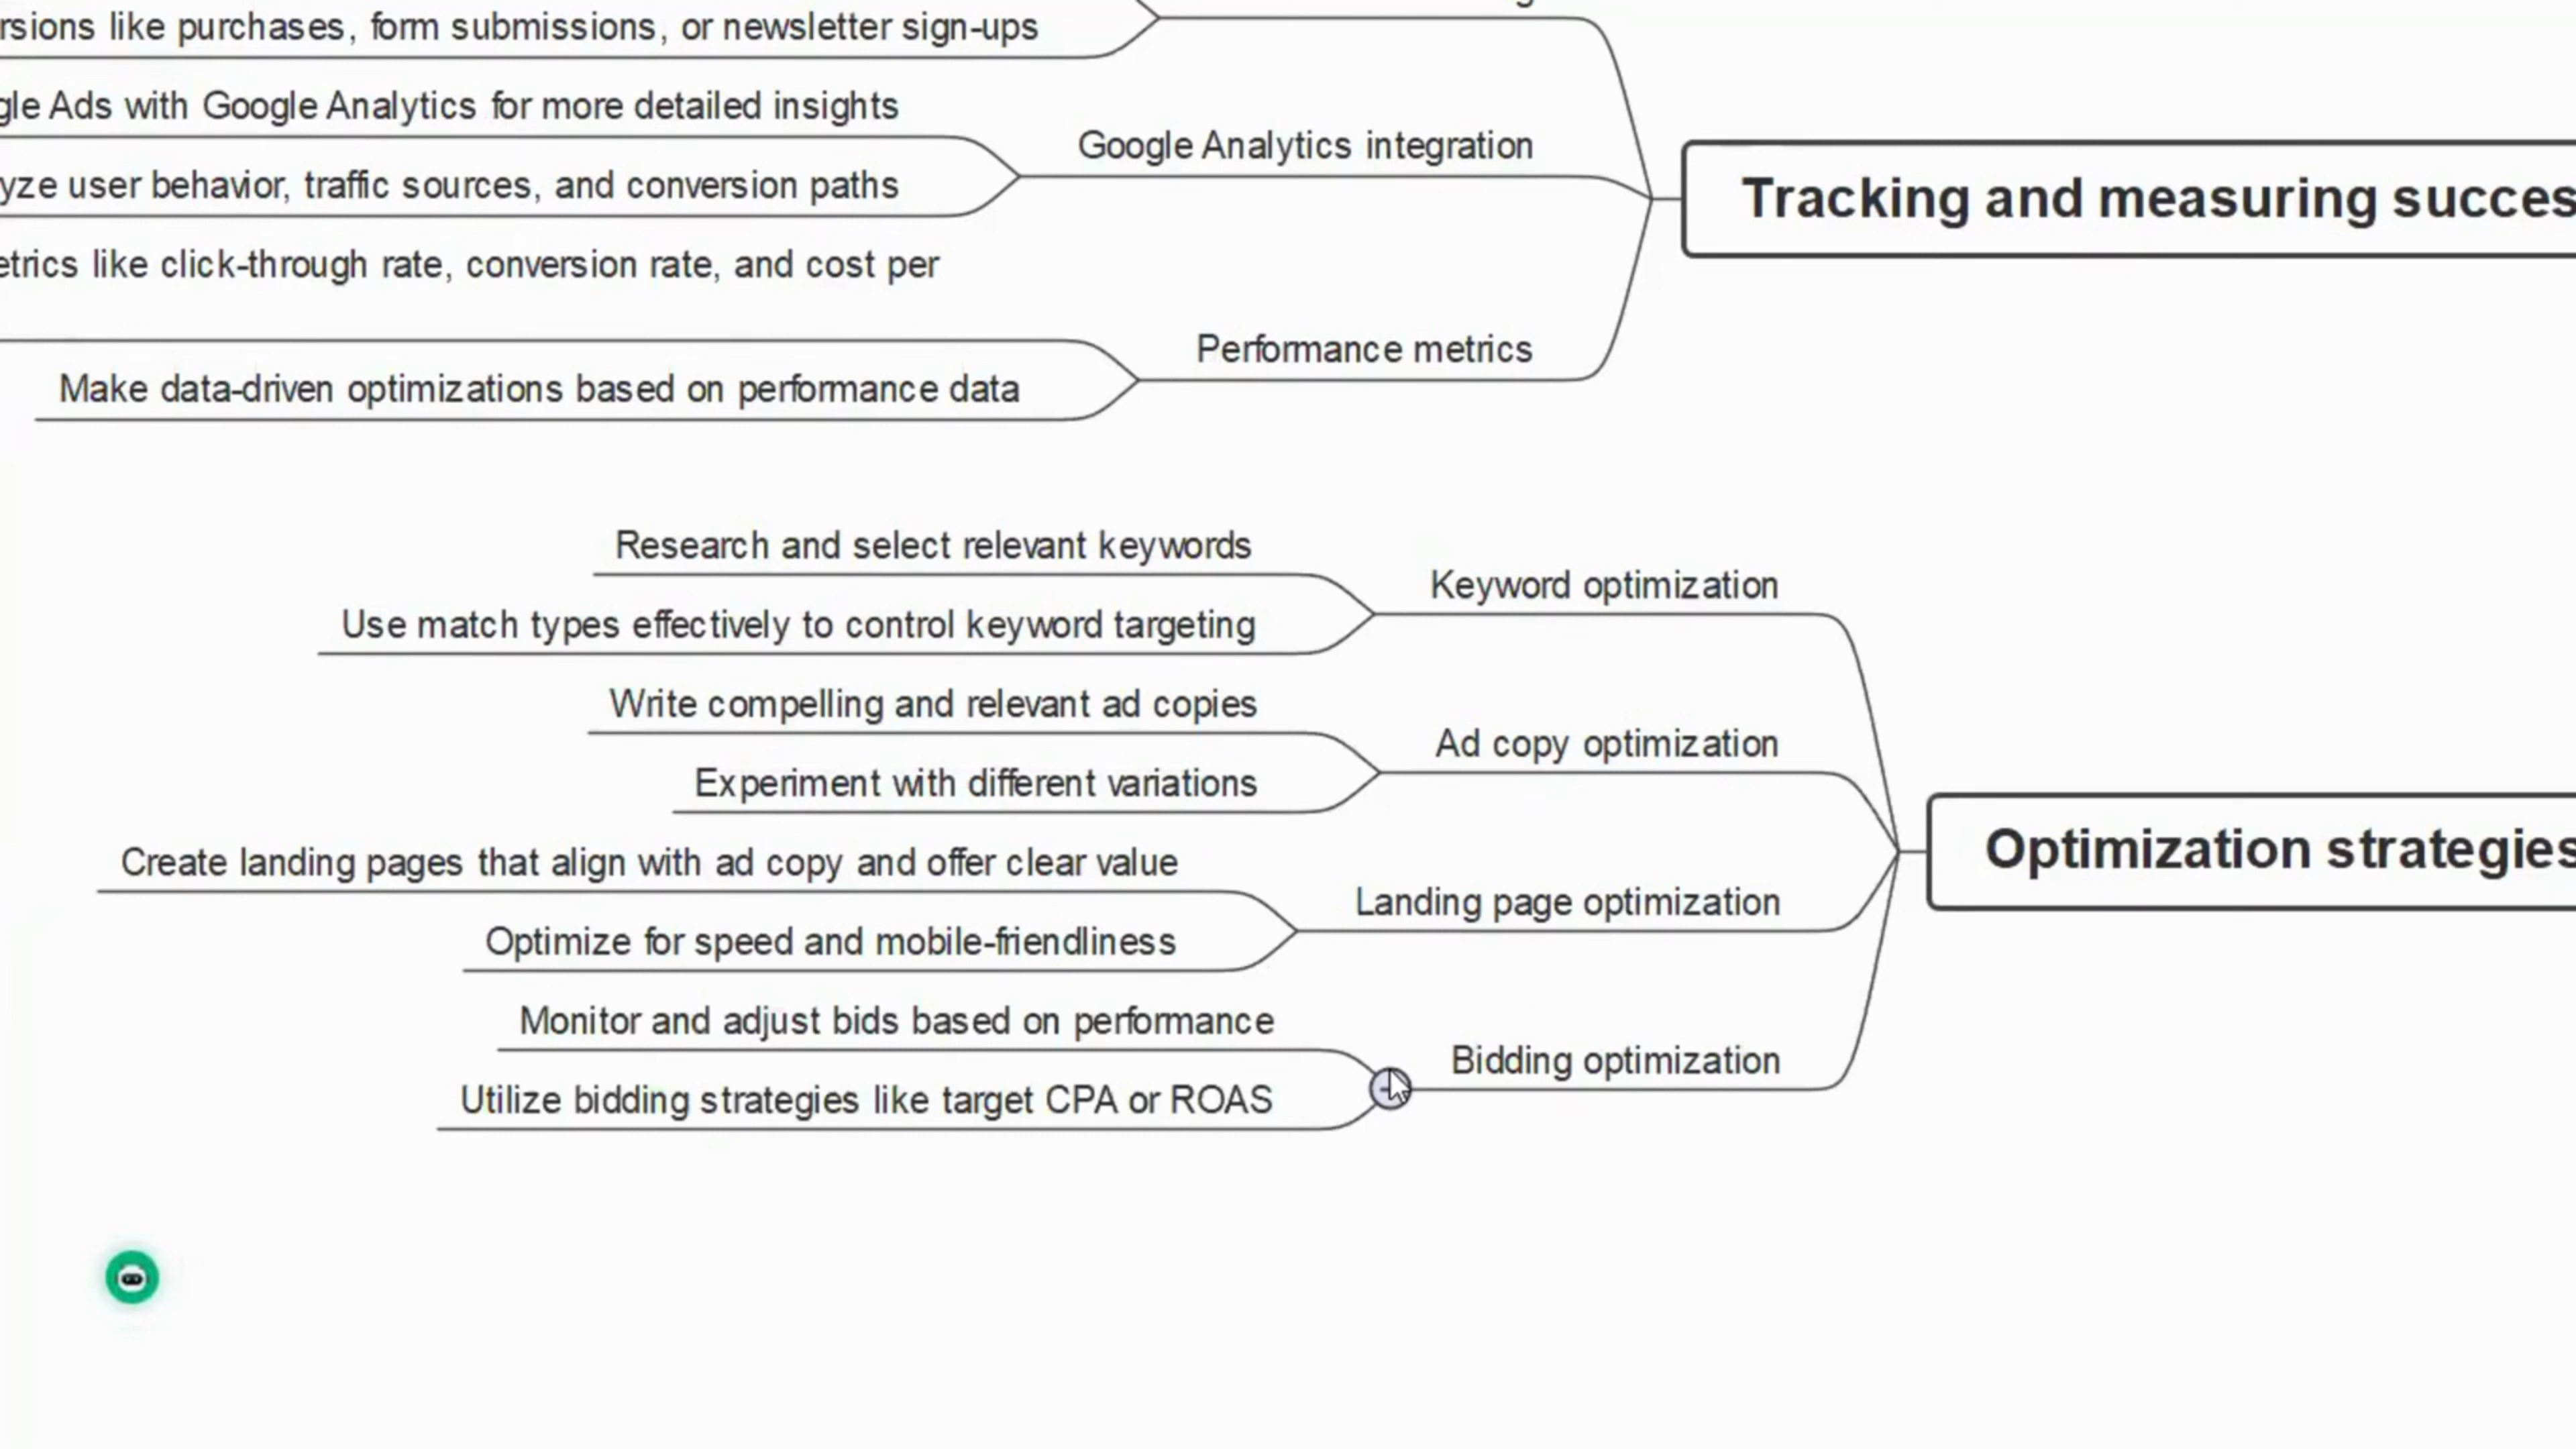 sions like purchases, form submissions, or newsletter sign-ups
Ads with Google Analytics for more detailed insights
Google Analytics integration
user behavior, traffic sources, and conversion paths
Tracking and measuring
like click-through rate, conversion rate, and cost per
Performance metrics
Make data-driven optimizations based on performance data
Research and select relevant keywords
Keyword optimization
Use match types effectively to control keyword targeting
Write compelling and relevant ad copies
Ad copy optimization
Experiment with different variations
Create landing pages that align with ad copy and offer clear value
Optimization strategies
Landing page optimization
Optimize for speed and mobile-friendliness
Monitor and adjust bids based on performance
Bidding optimization
Utilize bidding strategies like target CPA or ROAS